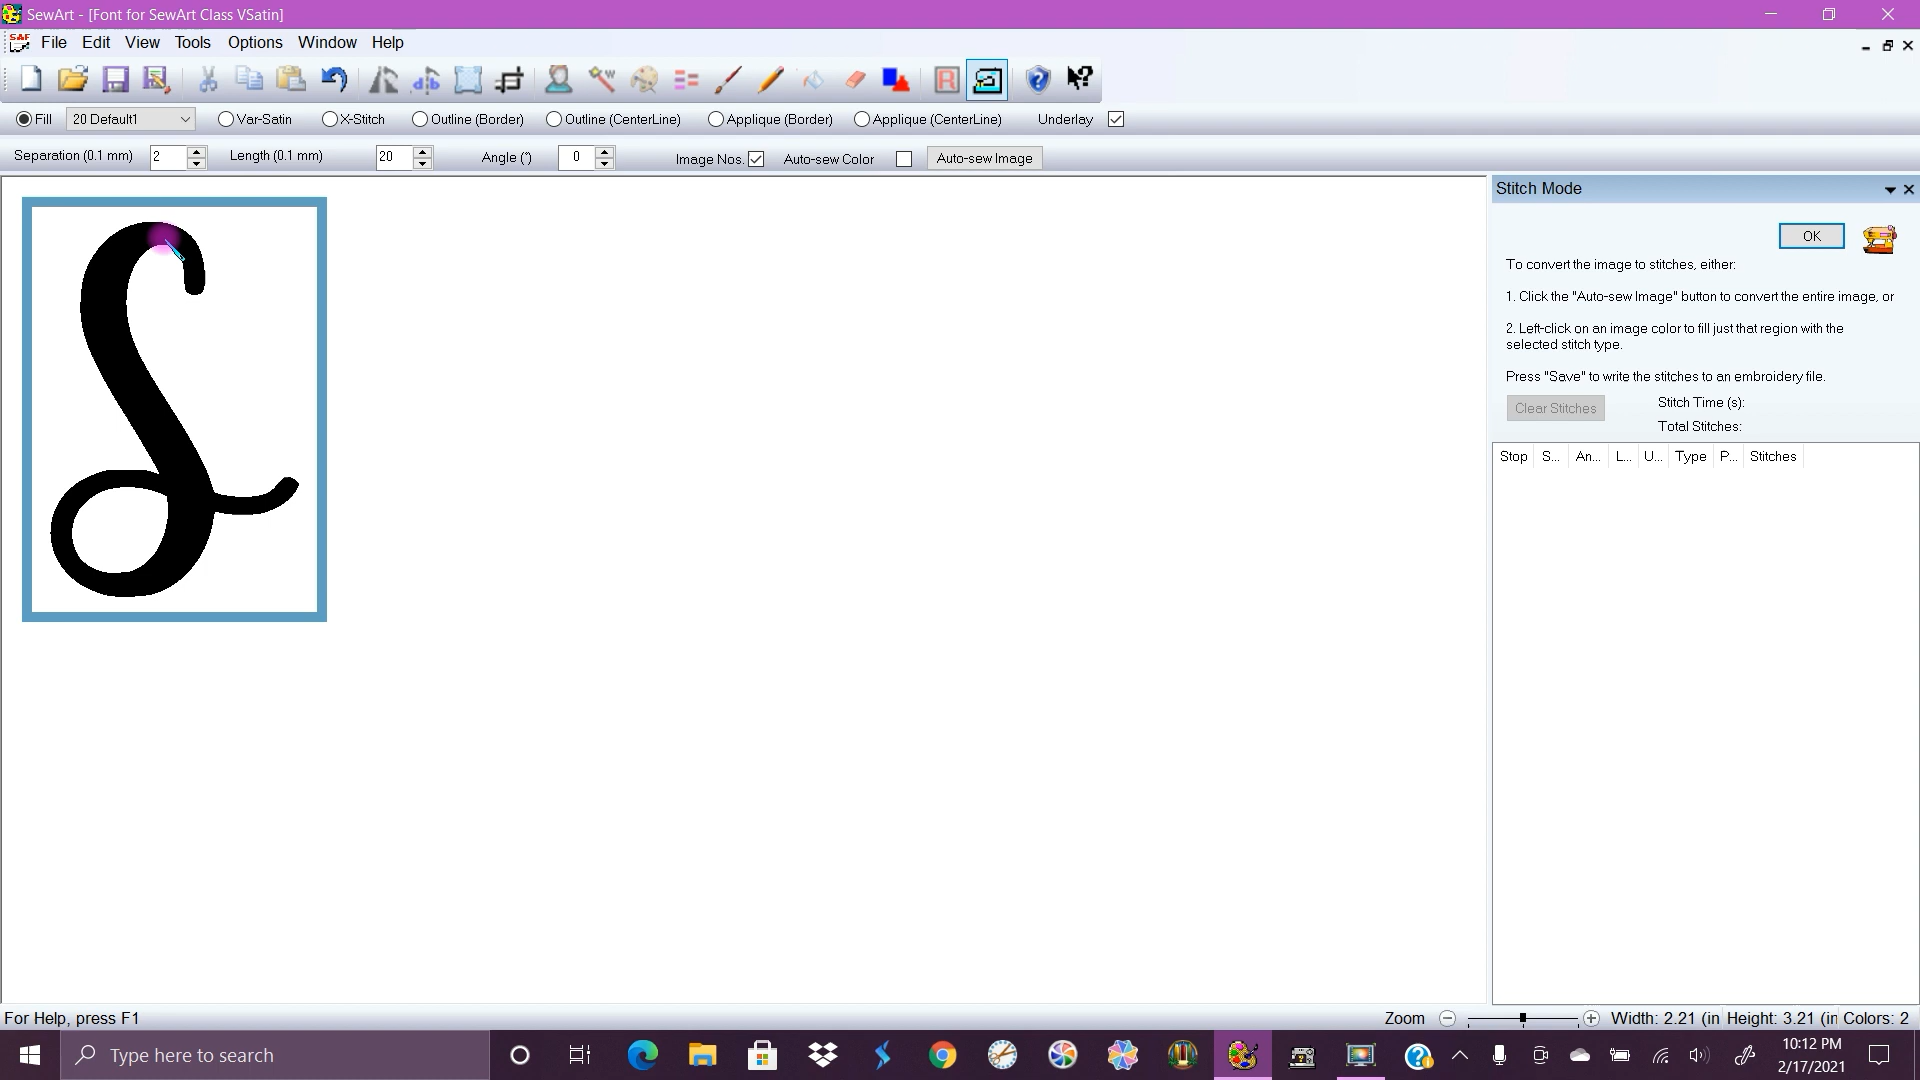 SewArt - [Font for SewArt Class VSatin]
File Edit View Tools Options Window Help
Fill 20 Default1 Var-Satin X-Stitch Outline (Border) Outline (CenterLine) Applique (Border) Applique (CenterLine) Underlay
Separation (0.1 mm) 2 Length (0.1 mm) 20 Angle (°) 0 Image Nos. Auto-sew Color Auto-sew Image
Stitch Mode
OK
To convert the image to stitches, either:
1. Click the "Auto-sew Image" button to convert the entire image, or
2. Left-click on an image color to fill just that region with the
selected stitch type.
Press "Save" to write the stitches to an embroidery file.
Clear Stitches Stitch Time (s):
Total Stitches:
Stop S... An... L... U... Type P... Stitches
For Help, press F1 Zoom Width: 2.21 (in Height: 3.21 (in Colors: 2
Type here to search 10:12 PM
2/17/2021